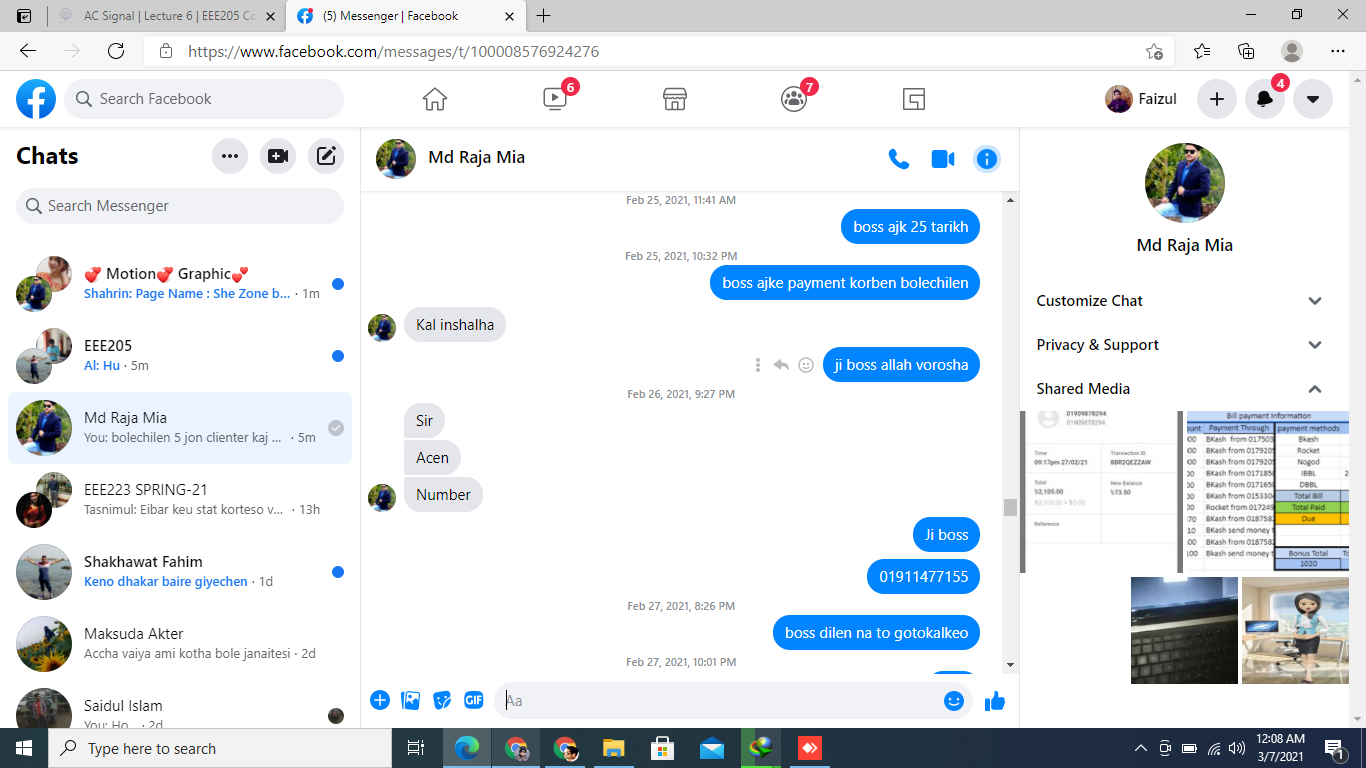 AC Signal | Lecture 6 | EEE205 Co
(5) Messenger | Facebook
https://www.facebook.com/messages/t/100008576924276
Search Facebook
6
7
Faizul
4
Chats
Search Messenger
💕 Motion💕 Graphic💕
Shahrin: Page Name : She Zone b... · 1m
EEE205
Al: Hu · 5m
Md Raja Mia
You: bolechilen 5 jon clienter kaj ... · 5m
EEE223 SPRING-21
Tasnimul: Eibar keu stat korteso v... · 13h
Shakhawat Fahim
Keno dhakar baire giyechen · 1d
Maksuda Akter
Accha vaiya ami kotha bole janaitesi · 2d
Saidul Islam
You: Ho... · 2d
Md Raja Mia
Feb 25, 2021, 11:41 AM
boss ajk 25 tarikh
Feb 25, 2021, 10:32 PM
boss ajke payment korben bolechilen
Kal inshalha
ji boss allah vorosha
Feb 26, 2021, 9:27 PM
Sir
Acen
Number
Ji boss
01911477155
Feb 27, 2021, 8:26 PM
boss dilen na to gotokalkeo
Feb 27, 2021, 10:01 PM
GIF
Aa
Md Raja Mia
Customize Chat
Privacy & Support
Shared Media
01909878294
01909878294
Time
Transaction ID
09:17pm 27/02/21
8BR2QEZZAW
Total
New Balance
৳2,105.00
৳73.50
৳2,100.00 + ৳5.00
Reference
Bill payment Information
ount Payment Through payment methods
00 BKash from 017503 Bkash
00 BKash from 017920 Rocket
00 BKash from 017920 Nogod
00 BKash from 017185 IBBL 2
00 BKash from 017165 DBBL
00 BKash from 015330 Total Bill
00 Rocket from 01724 Total Paid
70 BKash from 018758 Due
10 BKash send money t
00 BKash from 018758
100 Bkash send money t Bonus Total To
1020
Type here to search
12:08 AM
3/7/2021
1